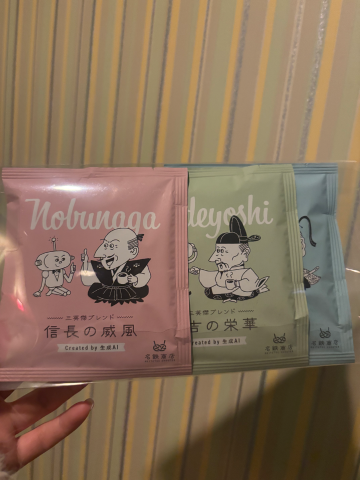 Nobunaga
三英傑ブレンド
信長の威風
Created by 生成AI
deyoshi
三英傑ブレンド
吉の栄華
Created by 生成AI